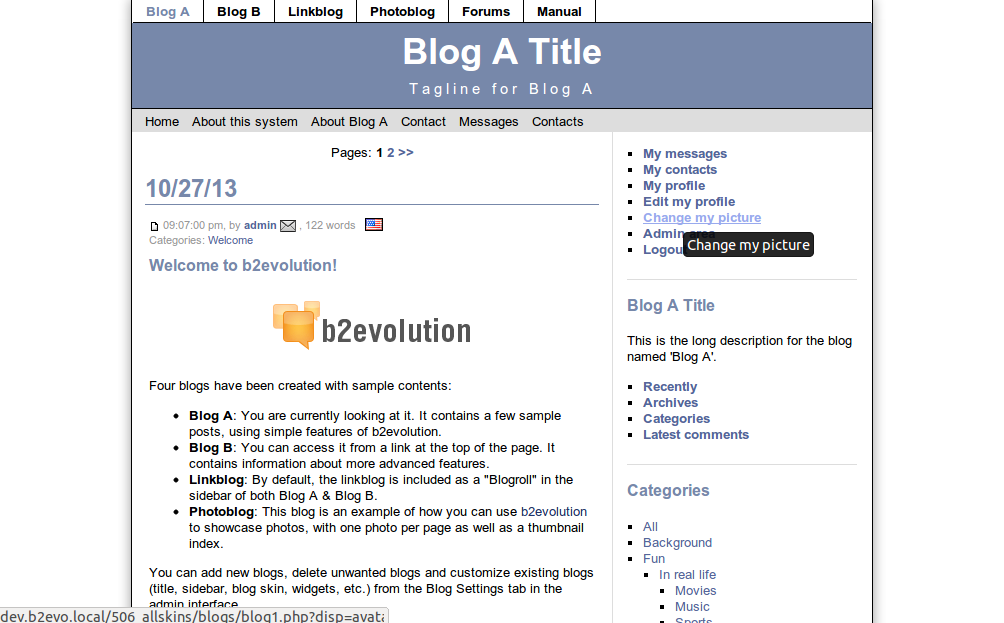 Blog A Blog B Linkblog Photoblog Forums Manual
Blog A Title
Tagline for Blog A
Home About this system About Blog A Contact Messages Contacts
Pages: 1 2 >>
10/27/13
09:07:00 pm, by admin , 122 words
Categories: Welcome
Welcome to b2evolution!
b2evolution
Four blogs have been created with sample contents:
Blog A: You are currently looking at it. It contains a few sample
posts, using simple features of b2evolution.
Blog B: You can access it from a link at the top of the page. It
contains information about more advanced features.
Linkblog: By default, the linkblog is included as a "Blogroll" in the
sidebar of both Blog A & Blog B.
Photoblog: This blog is an example of how you can use b2evolution
to showcase photos, with one photo per page as well as a thumbnail
index.
You can add new blogs, delete unwanted blogs and customize existing blogs
(title, sidebar, blog skin, widgets, etc.) from the Blog Settings tab in the
admin interface.
dev.b2evo.local/506_allskins/blogs/blog1.php?disp=avata
My messages
My contacts
My profile
Edit my profile
Change my picture
Admin area
Change my picture
Logou
Blog A Title
This is the long description for the blog
named 'Blog A'.
Recently
Archives
Categories
Latest comments
Categories
All
Background
Fun
In real life
Movies
Music
Sports